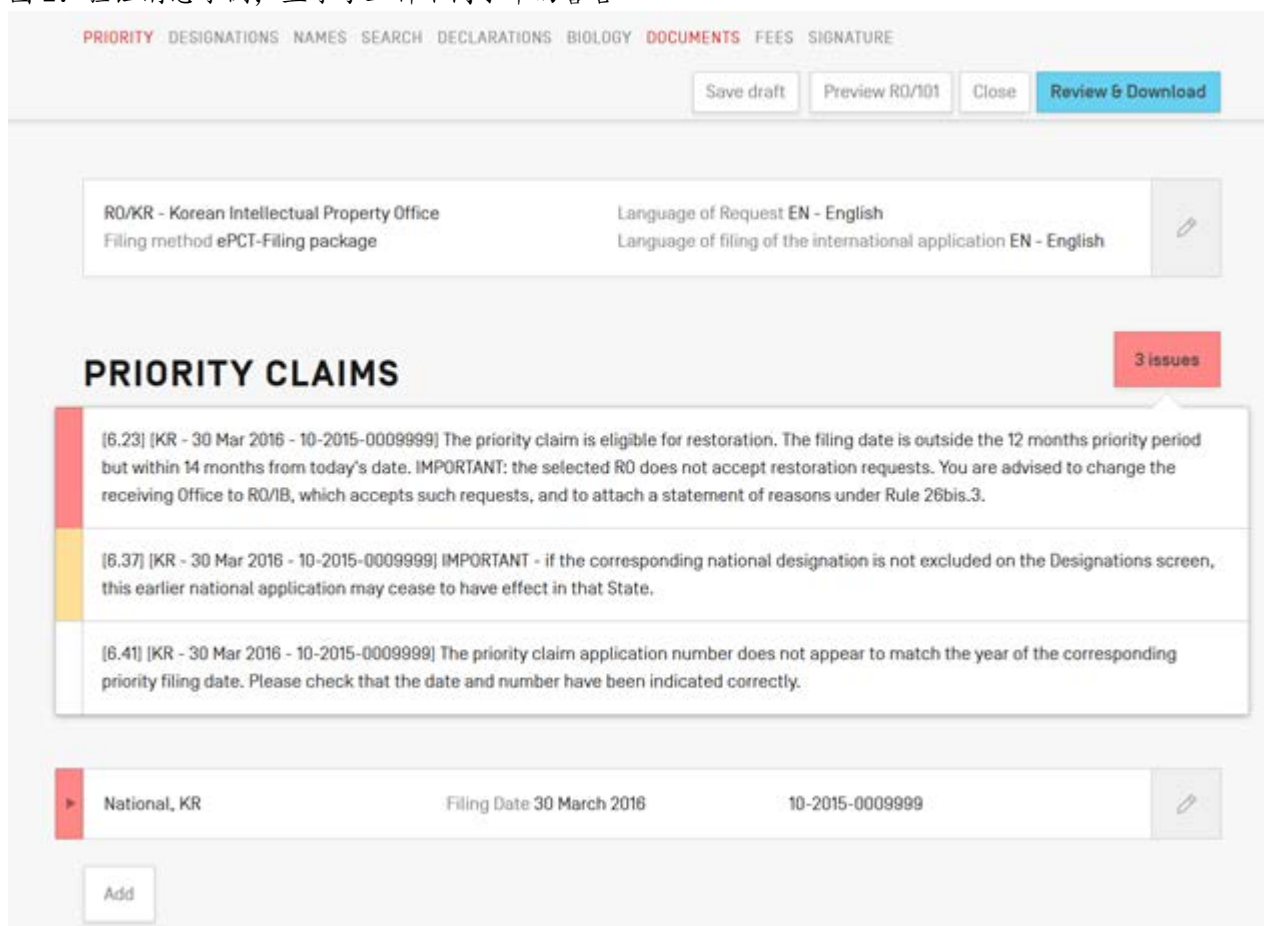 PRIORITY DESIGNATIONS NAMES SEARCH DECLARATIONS BIOLOGY DOCUMENTS FEES SIGNATURE
Save draft Preview RO/101 Close Review & Download
RO/KR - Korean Intellectual Property Office Language of Request EN - English
Filing method ePCT-Filing package Language of filing of the international application EN - English
3 issues
PRIORITY CLAIMS
[6.23] [KR - 30 Mar 2016 - 10-2015-0009999] The priority claim is eligible for restoration. The filing date is outside the 12 months priority period
but within 14 months from today's date. IMPORTANT: the selected RO does not accept restoration requests. You are advised to change the
receiving Office to RO/IB, which accepts such requests, and to attach a statement of reasons under Rule 26bis.3.
[6.37] [KR - 30 Mar 2016 - 10-2015-0009999] IMPORTANT - if the corresponding national designation is not excluded on the Designations screen,
this earlier national application may cease to have effect in that State.
[6.41] [KR - 30 Mar 2016 - 10-2015-0009999] The priority claim application number does not appear to match the year of the corresponding
priority filing date. Please check that the date and number have been indicated correctly.
National, KR Filing Date 30 March 2016 10-2015-0009999
Add